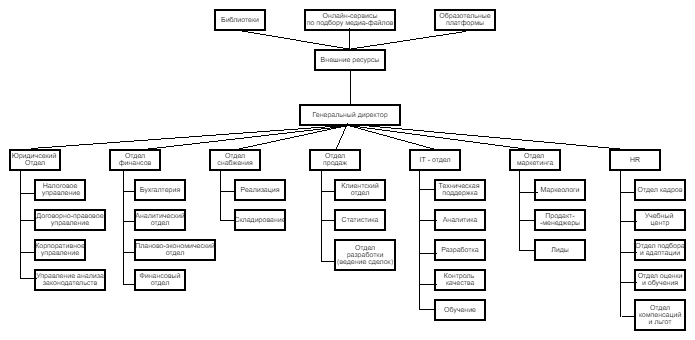 Библиотеки
Онлайн-сервисы
по подбору медиа-файлов
Образотельные
платформы
Внешние ресурсы
Генеральный директор
Юридичсекий
Отдел
Отдел
финансов
Отдел
снабжения
Отдел
продаж
IT - отдел
Отдел
маркетинга
HR
Налоговое
управление
Договорно-правовое
управление
Корпоративное
управление
Управление анализа
законодательств
Бухгалтерия
Аналитический
отдел
Планово-экономический
отдел
Финансовый
отдел
Реализация
Складирование
Клиентский
отдел
Статистика
Отдел
разработки
(ведение сделок)
Техническая
поддержка
Аналитика
Разработка
Контроль
качества
Обучение
Маркеологи
Продакт-
-менеджеры
Лиды
Отдел кадров
Учебный
центр
Отдел подбора
и адаптации
Отдел оценки
и обучения
Отдел
компенсаций
и льгот